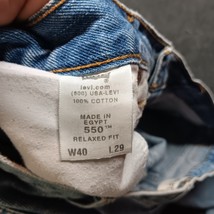 levi.com
(800) USA-LEVI
100% COTTON
MADE IN
EGYPT
550™
RELAXED FIT
W40 L29